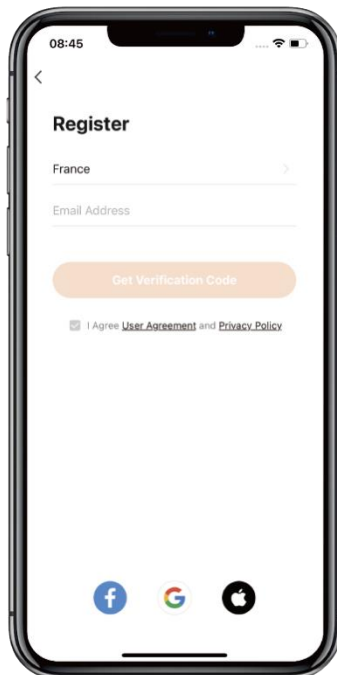 08:45
Register
France
Email Address
Get Verification Code
I Agree User Agreement and Privacy Policy